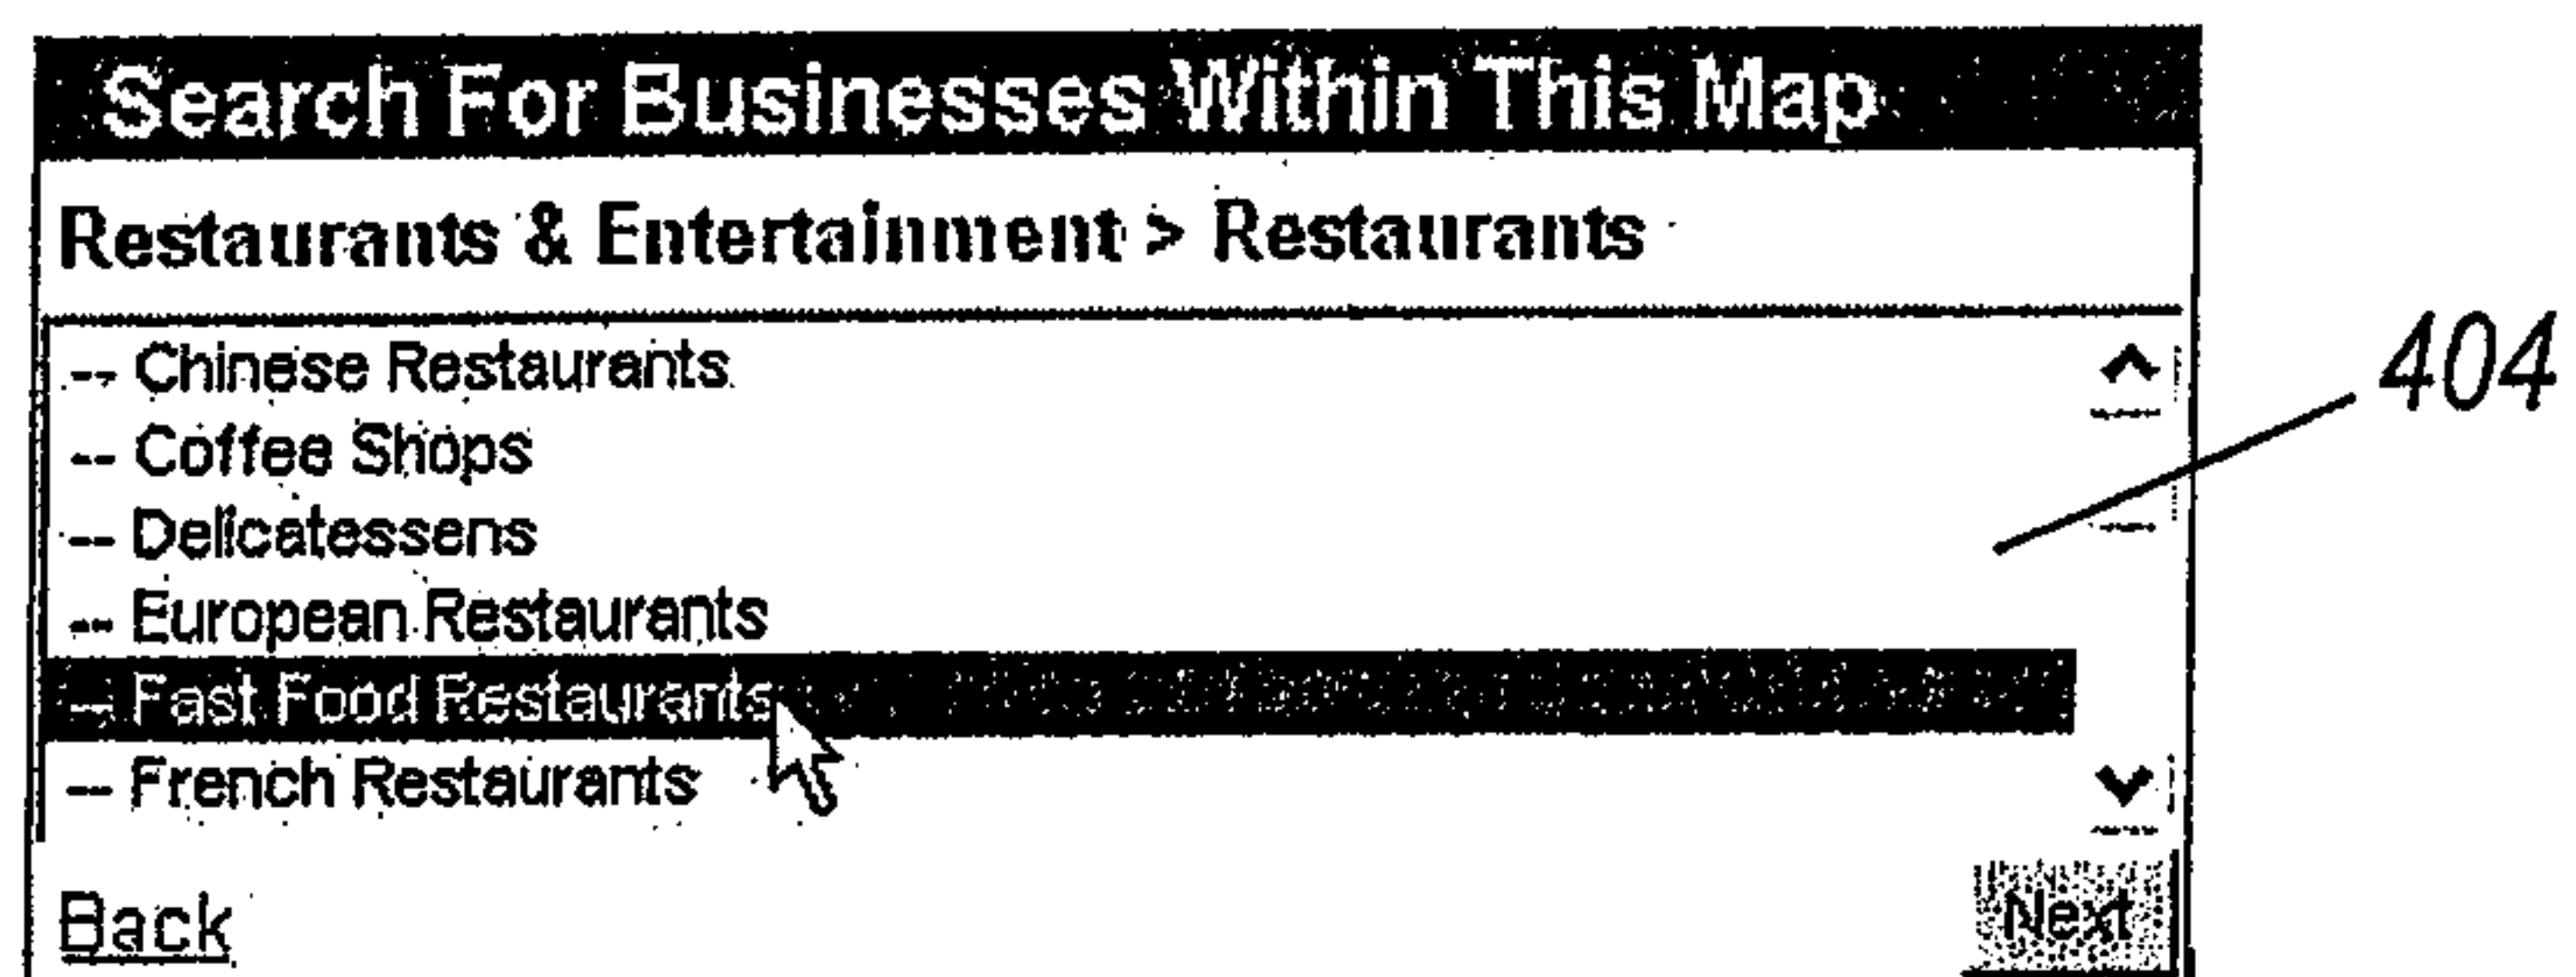 Search For Businesses Within This Map
Restaurants & Entertainment > Restaurants
-- Chinese Restaurants
-- Coffee Shops
-- Delicatessens
-- European Restaurants
-- Fast Food Restaurants
-- French Restaurants
404
Back
Next